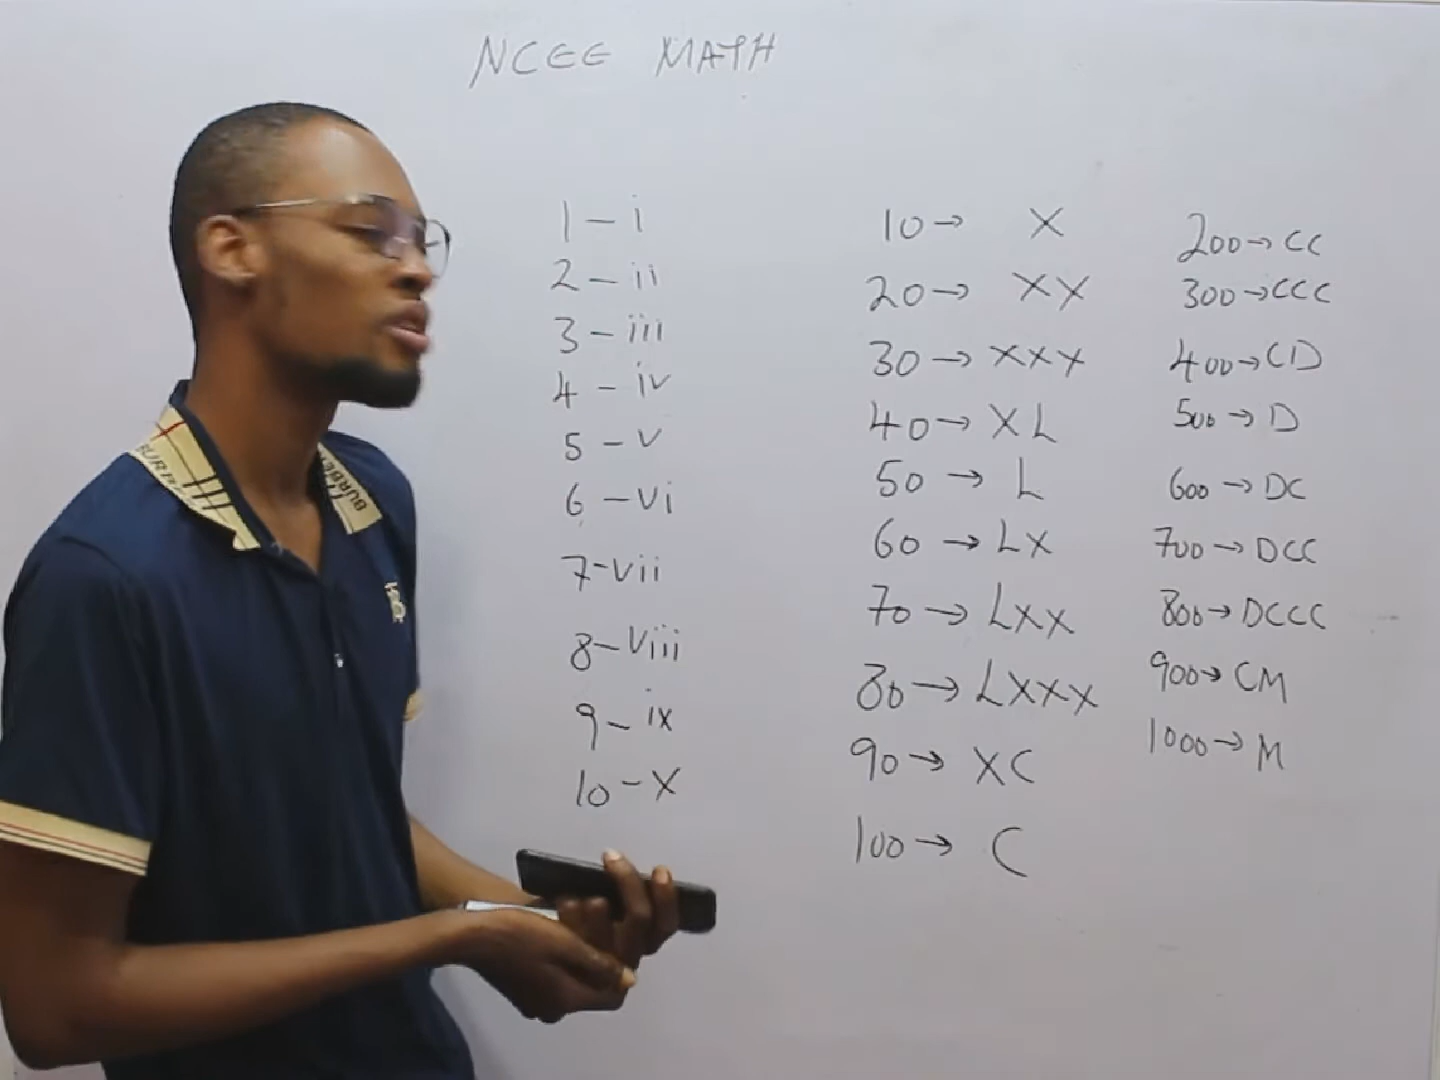 NCEE MATH
1 – i
2 – ii
3 – iii
4 – iv
5 – v
6 – vi
7 – vii
8 – viii
9 – ix
10 – X
10 → X
20 → XX
30 → XXX
40 → XL
50 → L
60 → LX
70 → LXX
80 → LXXX
90 → XC
100 → C
200 → CC
300 → CCC
400 → CD
500 → D
600 → DC
700 → DCC
800 → DCCC
900 → CM
1000 → M
BURBE